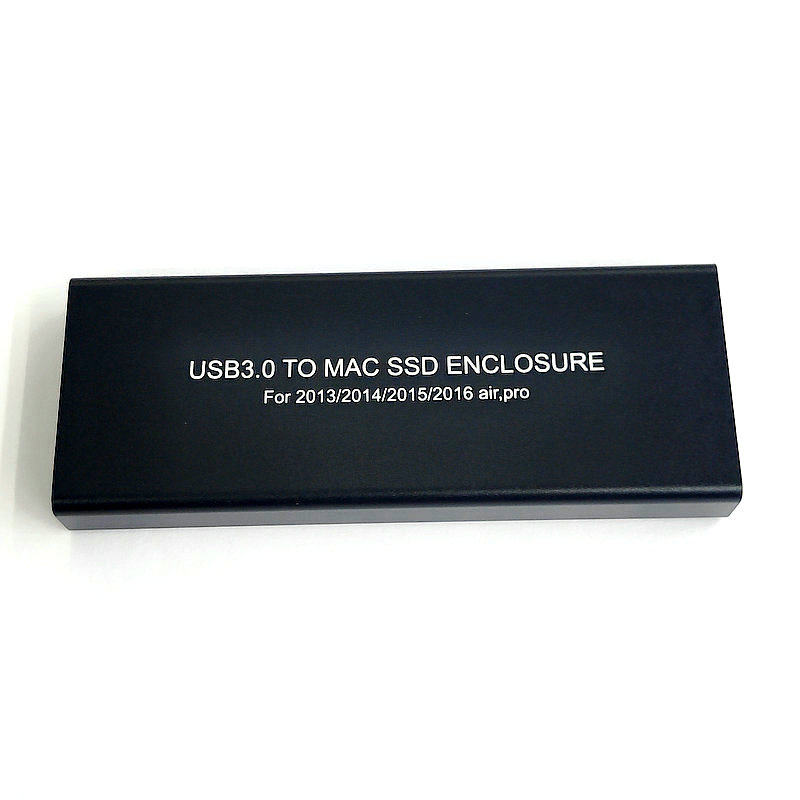 USB3.0 TO MAC SSD ENCLOSURE
For 2013/2014/2015/2016 air,pro